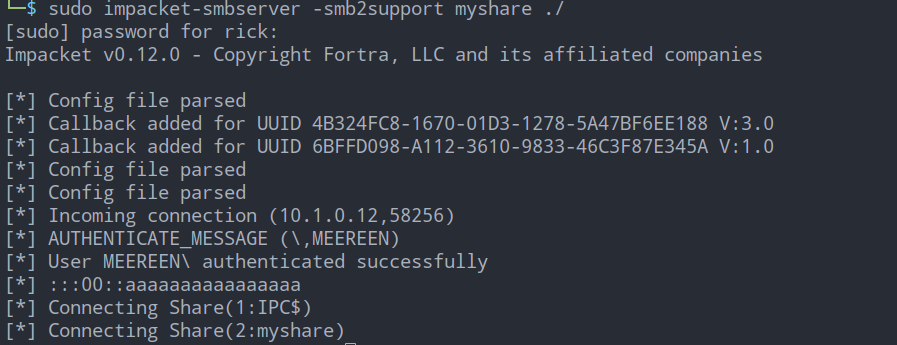 $ sudo impacket-smbserver -smb2support myshare ./
[sudo] password for rick:
Impacket v0.12.0 - Copyright Fortra, LLC and its affiliated companies
[*] Config file parsed
[*] Callback added for UUID 4B324FC8-1670-01D3-1278-5A47BF6EE188 V:3.0
[*] Callback added for UUID 6BFFD098-A112-3610-9833-46C3F87E345A V:1.0
[*] Config file parsed
[*] Config file parsed
[*] Incoming connection (10.1.0.12,58256)
[*] AUTHENTICATE_MESSAGE (\,MEEREEN)
[*] User MEEREEN\ authenticated successfully
[*] :::00::aaaaaaaaaaaaaaaa
[*] Connecting Share(1:IPC$)
[*] Connecting Share(2:myshare)